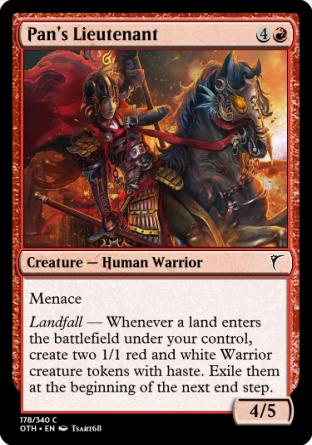 Pan's Lieutenant 4
Creature — Human Warrior
Menace
Landfall — Whenever a land enters
the battlefield under your control,
create two 1/1 red and white Warrior
creature tokens with haste. Exile them
at the beginning of the next end step.
4/5
178/340 C
OTH • EN Tsart68